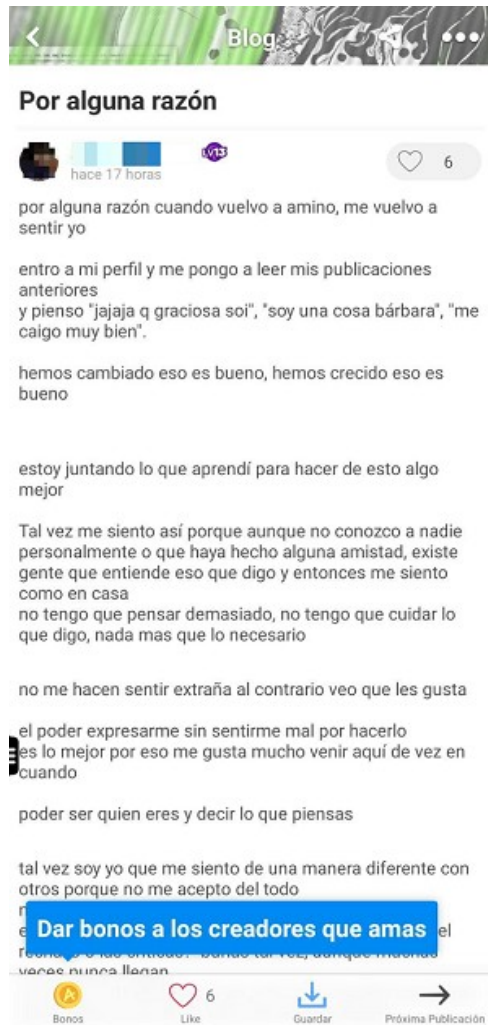 Blog
Por alguna razón
LV13
hace 17 horas
6
por alguna razón cuando vuelvo a amino, me vuelvo a
sentir yo
entro a mi perfil y me pongo a leer mis publicaciones
anteriores
y pienso "jajaja q graciosa soi", "soy una cosa bárbara", "me
caigo muy bien".
hemos cambiado eso es bueno, hemos crecido eso es
bueno
estoy juntando lo que aprendí para hacer de esto algo
mejor
Tal vez me siento así porque aunque no conozco a nadie
personalmente o que haya hecho alguna amistad, existe
gente que entiende eso que digo y entonces me siento
como en casa
no tengo que pensar demasiado, no tengo que cuidar lo
que digo, nada mas que lo necesario
no me hacen sentir extraña al contrario veo que les gusta
el poder expresarme sin sentirme mal por hacerlo
es lo mejor por eso me gusta mucho venir aquí de vez en
cuando
poder ser quien eres y decir lo que piensas
tal vez soy yo que me siento de una manera diferente con
otros porque no me acepto del todo
el
Dar bonos a los creadores que amas
veces nunca llegan
Bonos
6
Like
Guardar
Próxima Publicación